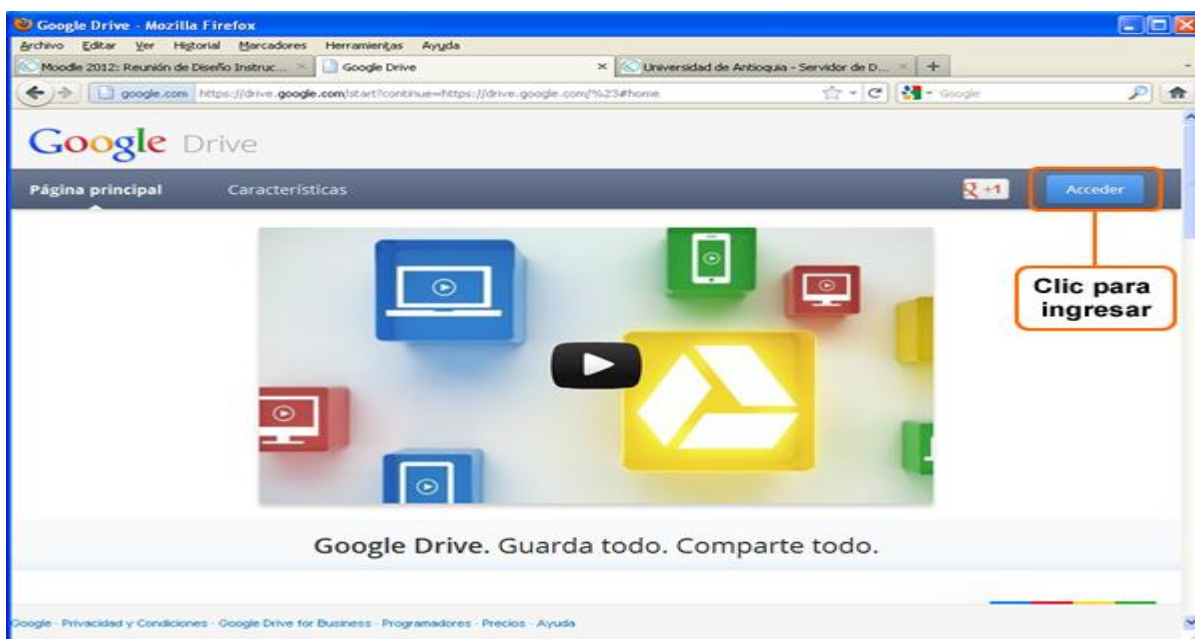 Google Drive - Mozilla Firefox
Archivo Editar Ver Historial Marcadores Herramientas Ayuda
Moodle 2012: Reunión de Diseño Instruc... × Google Drive × Universidad de Antioquia - Servidor de D... × +
google.com https://drive.google.com/start?continue=https://drive.google.com/%23#home Google
Google Drive
Página principal Características +1 Acceder
Clic para
ingresar
Google Drive. Guarda todo. Comparte todo.
Google · Privacidad y Condiciones · Google Drive for Business · Programadores · Precios · Ayuda